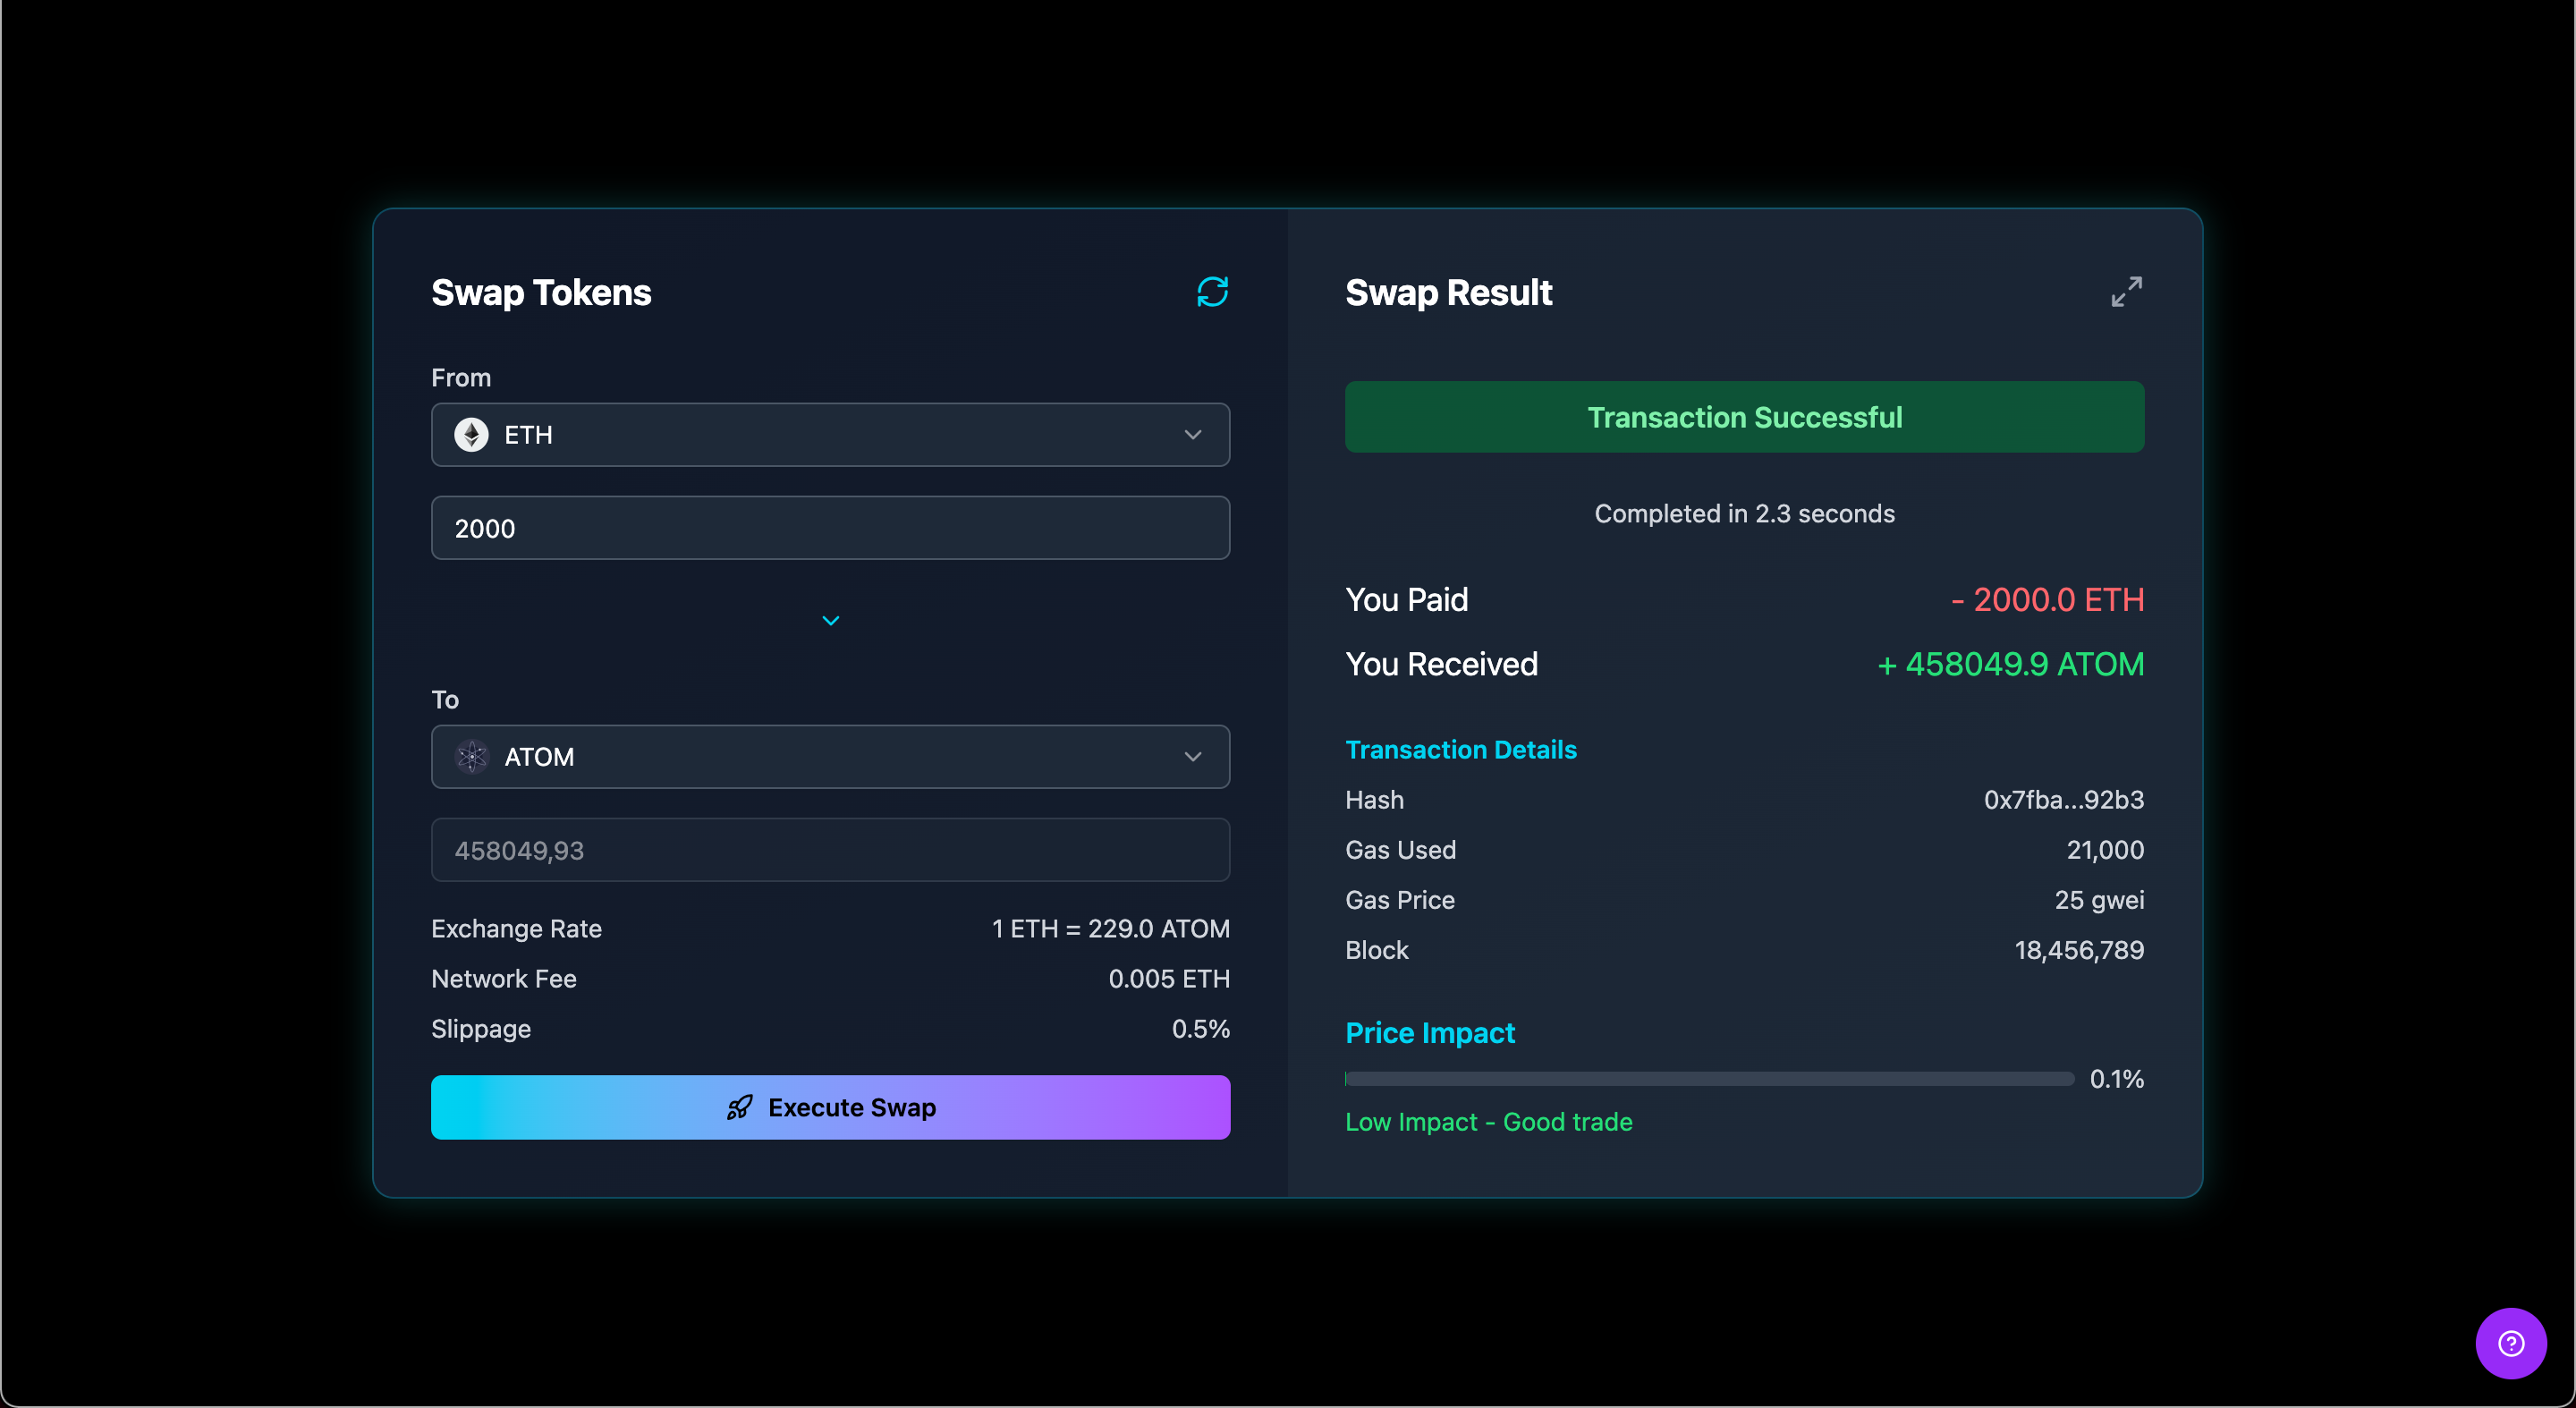 Swap Tokens
From
ETH
2000
To
ATOM
458049,93
Exchange Rate 1 ETH = 229.0 ATOM
Network Fee 0.005 ETH
Slippage 0.5%
Execute Swap
Swap Result
Transaction Successful
Completed in 2.3 seconds
You Paid - 2000.0 ETH
You Received + 458049.9 ATOM
Transaction Details
Hash 0x7fba...92b3
Gas Used 21,000
Gas Price 25 gwei
Block 18,456,789
Price Impact
0.1%
Low Impact - Good trade